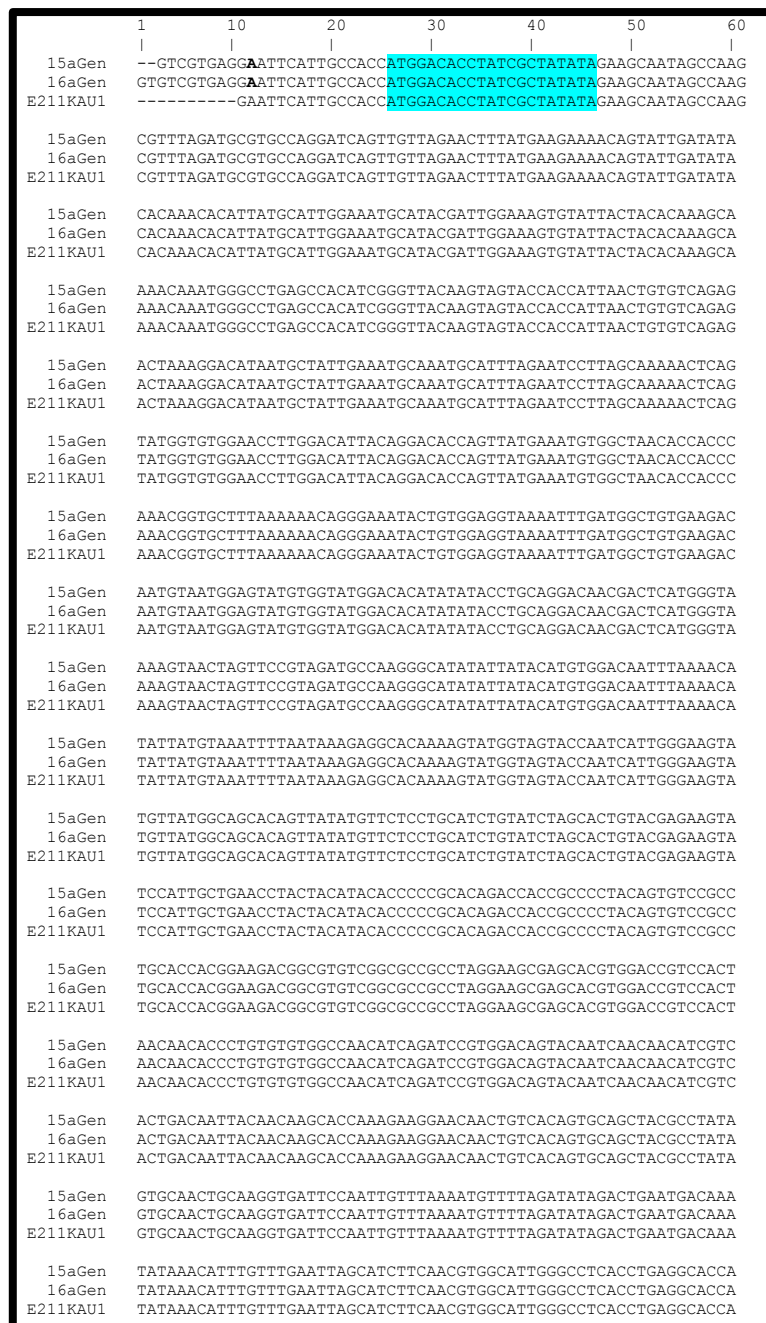 1 10 20 30 40 50 60
| | | | | | |
15aGen --GTCGTGAGGAATTCATTGCCACCATGGACACCTATCGCTATATAGAAGCAATAGCCAAG
16aGen GTGTCGTGAGGAATTCATTGCCACCATGGACACCTATCGCTATATAGAAGCAATAGCCAAG
E211KAU1 ----------GAATTCATTGCCACCATGGACACCTATCGCTATATAGAAGCAATAGCCAAG
15aGen CGTTTAGATGCGTGCCAGGATCAGTTGTTAGAACTTTATGAAGAAAACAGTATTGATATA
16aGen CGTTTAGATGCGTGCCAGGATCAGTTGTTAGAACTTTATGAAGAAAACAGTATTGATATA
E211KAU1 CGTTTAGATGCGTGCCAGGATCAGTTGTTAGAACTTTATGAAGAAAACAGTATTGATATA
15aGen CACAAACACATTATGCATTGGAAATGCATACGATTGGAAAGTGTATTACTACACAAAGCA
16aGen CACAAACACATTATGCATTGGAAATGCATACGATTGGAAAGTGTATTACTACACAAAGCA
E211KAU1 CACAAACACATTATGCATTGGAAATGCATACGATTGGAAAGTGTATTACTACACAAAGCA
15aGen AAACAAATGGGCCTGAGCCACATCGGGTTACAAGTAGTACCACCATTAACTGTGTCAGAG
16aGen AAACAAATGGGCCTGAGCCACATCGGGTTACAAGTAGTACCACCATTAACTGTGTCAGAG
E211KAU1 AAACAAATGGGCCTGAGCCACATCGGGTTACAAGTAGTACCACCATTAACTGTGTCAGAG
15aGen ACTAAAGGACATAATGCTATTGAAATGCAAATGCATTTAGAATCCTTAGCAAAAACTCAG
16aGen ACTAAAGGACATAATGCTATTGAAATGCAAATGCATTTAGAATCCTTAGCAAAAACTCAG
E211KAU1 ACTAAAGGACATAATGCTATTGAAATGCAAATGCATTTAGAATCCTTAGCAAAAACTCAG
15aGen TATGGTGTGGAACCTTGGACATTACAGGACACCAGTTATGAAATGTGGCTAACACCACCC
16aGen TATGGTGTGGAACCTTGGACATTACAGGACACCAGTTATGAAATGTGGCTAACACCACCC
E211KAU1 TATGGTGTGGAACCTTGGACATTACAGGACACCAGTTATGAAATGTGGCTAACACCACCC
15aGen AAACGGTGCTTTAAAAAACAGGGAAATACTGTGGAGGTAAAATTTGATGGCTGTGAAGAC
16aGen AAACGGTGCTTTAAAAAACAGGGAAATACTGTGGAGGTAAAATTTGATGGCTGTGAAGAC
E211KAU1 AAACGGTGCTTTAAAAAACAGGGAAATACTGTGGAGGTAAAATTTGATGGCTGTGAAGAC
15aGen AATGTAATGGAGTATGTGGTATGGACACATATATACCTGCAGGACAACGACTCATGGGTA
16aGen AATGTAATGGAGTATGTGGTATGGACACATATATACCTGCAGGACAACGACTCATGGGTA
E211KAU1 AATGTAATGGAGTATGTGGTATGGACACATATATACCTGCAGGACAACGACTCATGGGTA
15aGen AAAGTAACTAGTTCCGTAGATGCCAAGGGCATATATTATACATGTGGACAATTTAAAACA
16aGen AAAGTAACTAGTTCCGTAGATGCCAAGGGCATATATTATACATGTGGACAATTTAAAACA
E211KAU1 AAAGTAACTAGTTCCGTAGATGCCAAGGGCATATATTATACATGTGGACAATTTAAAACA
15aGen TATTATGTAAATTTTAATAAAGAGGCACAAAAGTATGGTAGTACCAATCATTGGGAAGTA
16aGen TATTATGTAAATTTTAATAAAGAGGCACAAAAGTATGGTAGTACCAATCATTGGGAAGTA
E211KAU1 TATTATGTAAATTTTAATAAAGAGGCACAAAAGTATGGTAGTACCAATCATTGGGAAGTA
15aGen TGTTATGGCAGCACAGTTATATGTTCTCCTGCATCTGTATCTAGCACTGTACGAGAAGTA
16aGen TGTTATGGCAGCACAGTTATATGTTCTCCTGCATCTGTATCTAGCACTGTACGAGAAGTA
E211KAU1 TGTTATGGCAGCACAGTTATATGTTCTCCTGCATCTGTATCTAGCACTGTACGAGAAGTA
15aGen TCCATTGCTGAACCTACTACATACACCCCCGCACAGACCACCGCCCCTACAGTGTCCGCC
16aGen TCCATTGCTGAACCTACTACATACACCCCCGCACAGACCACCGCCCCTACAGTGTCCGCC
E211KAU1 TCCATTGCTGAACCTACTACATACACCCCCGCACAGACCACCGCCCCTACAGTGTCCGCC
15aGen TGCACCACGGAAGACGGCGTGTCGGCGCCGCCTAGGAAGCGAGCACGTGGACCGTCCACT
16aGen TGCACCACGGAAGACGGCGTGTCGGCGCCGCCTAGGAAGCGAGCACGTGGACCGTCCACT
E211KAU1 TGCACCACGGAAGACGGCGTGTCGGCGCCGCCTAGGAAGCGAGCACGTGGACCGTCCACT
15aGen AACAACACCCTGTGTGTGGCCAACATCAGATCCGTGGACAGTACAATCAACAACATCGTC
16aGen AACAACACCCTGTGTGTGGCCAACATCAGATCCGTGGACAGTACAATCAACAACATCGTC
E211KAU1 AACAACACCCTGTGTGTGGCCAACATCAGATCCGTGGACAGTACAATCAACAACATCGTC
15aGen ACTGACAATTACAACAAGCACCAAAGAAGGAACAACTGTCACAGTGCAGCTACGCCTATA
16aGen ACTGACAATTACAACAAGCACCAAAGAAGGAACAACTGTCACAGTGCAGCTACGCCTATA
E211KAU1 ACTGACAATTACAACAAGCACCAAAGAAGGAACAACTGTCACAGTGCAGCTACGCCTATA
15aGen GTGCAACTGCAAGGTGATTCCAATTGTTTAAAATGTTTTAGATATAGACTGAATGACAAA
16aGen GTGCAACTGCAAGGTGATTCCAATTGTTTAAAATGTTTTAGATATAGACTGAATGACAAA
E211KAU1 GTGCAACTGCAAGGTGATTCCAATTGTTTAAAATGTTTTAGATATAGACTGAATGACAAA
15aGen TATAAACATTTGTTTGAATTAGCATCTTCAACGTGGCATTGGGCCTCACCTGAGGCACCA
16aGen TATAAACATTTGTTTGAATTAGCATCTTCAACGTGGCATTGGGCCTCACCTGAGGCACCA
E211KAU1 TATAAACATTTGTTTGAATTAGCATCTTCAACGTGGCATTGGGCCTCACCTGAGGCACCA